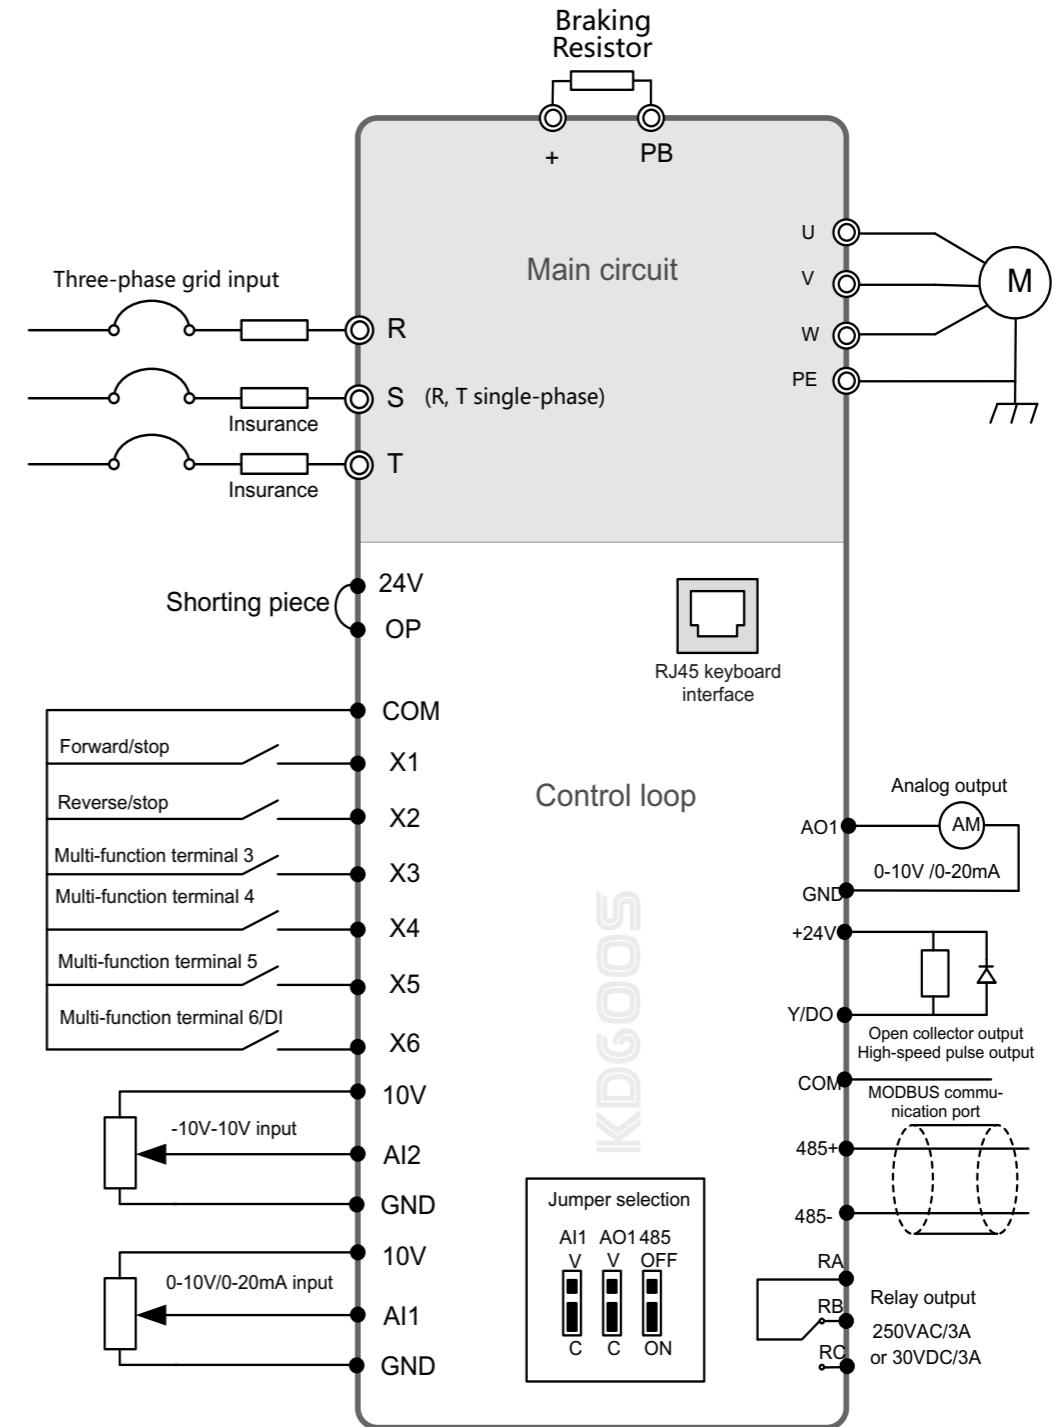 Braking
Resistor
+
PB
Main circuit
U
V
W
PE
M
Three-phase grid input
R
S (R, T single-phase)
Insurance
T
Insurance
Shorting piece
24V
OP
RJ45 keyboard
interface
COM
Forward/stop
X1
Reverse/stop
X2
Multi-function terminal 3
X3
Multi-function terminal 4
X4
Multi-function terminal 5
X5
Multi-function terminal 6/DI
X6
10V
-10V-10V input
AI2
GND
10V
0-10V/0-20mA input
AI1
GND
Control loop
KD600S
Jumper selection
AI1 AO1 485
V V OFF
C C ON
Analog output
AO1
AM
0-10V /0-20mA
GND
+24V
Y/DO
Open collector output
High-speed pulse output
COM
MODBUS commu-
nication port
485+
485-
RA
RB
RC
Relay output
250VAC/3A
or 30VDC/3A